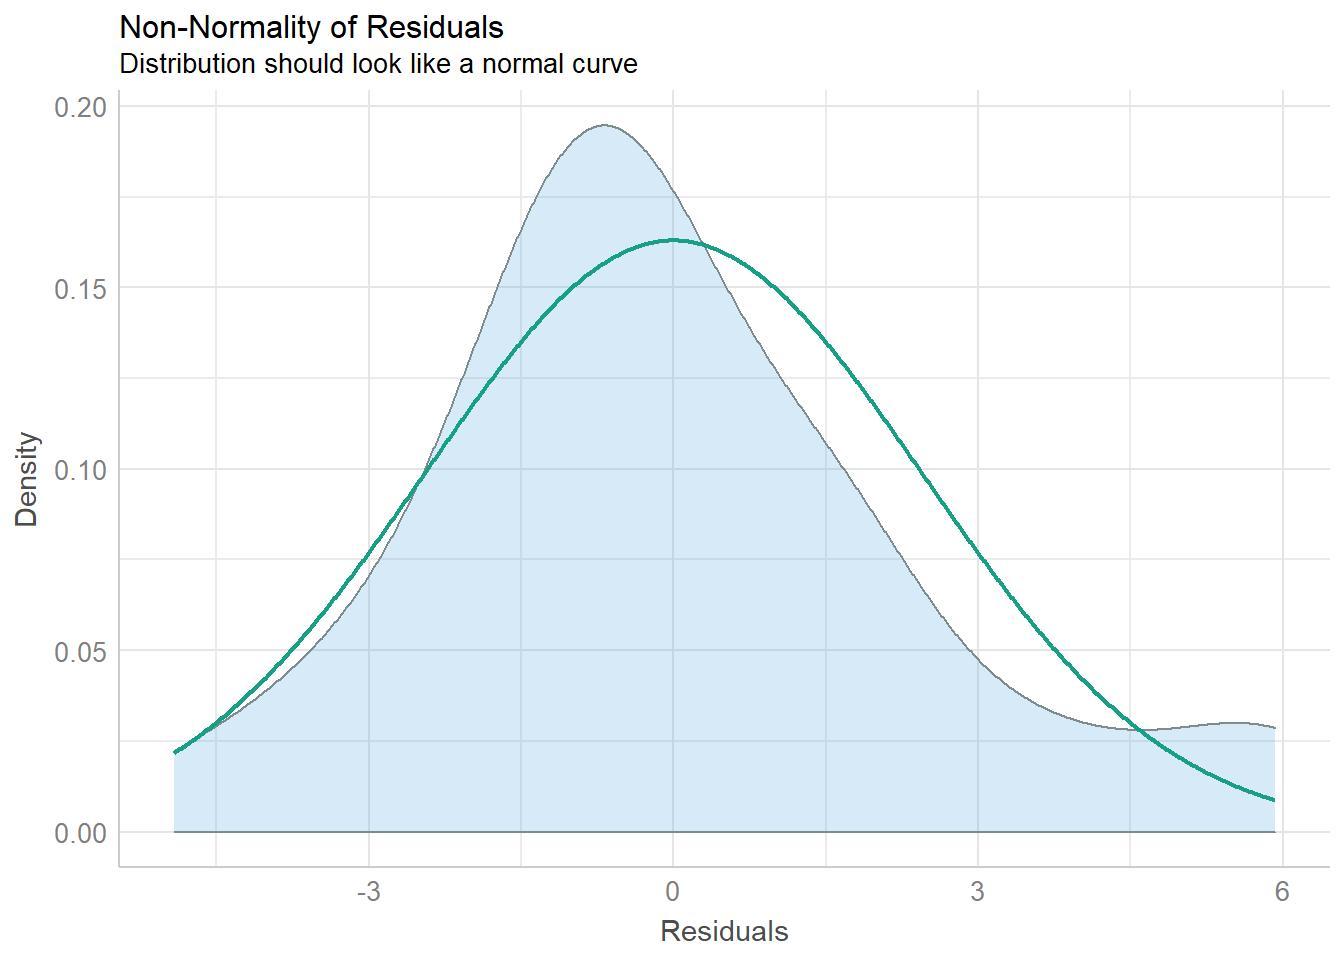 Non-Normality of Residuals
Distribution should look like a normal curve
0.20
0.15
0.10
0.05
0.00
Density
-3 0 3 6
Residuals